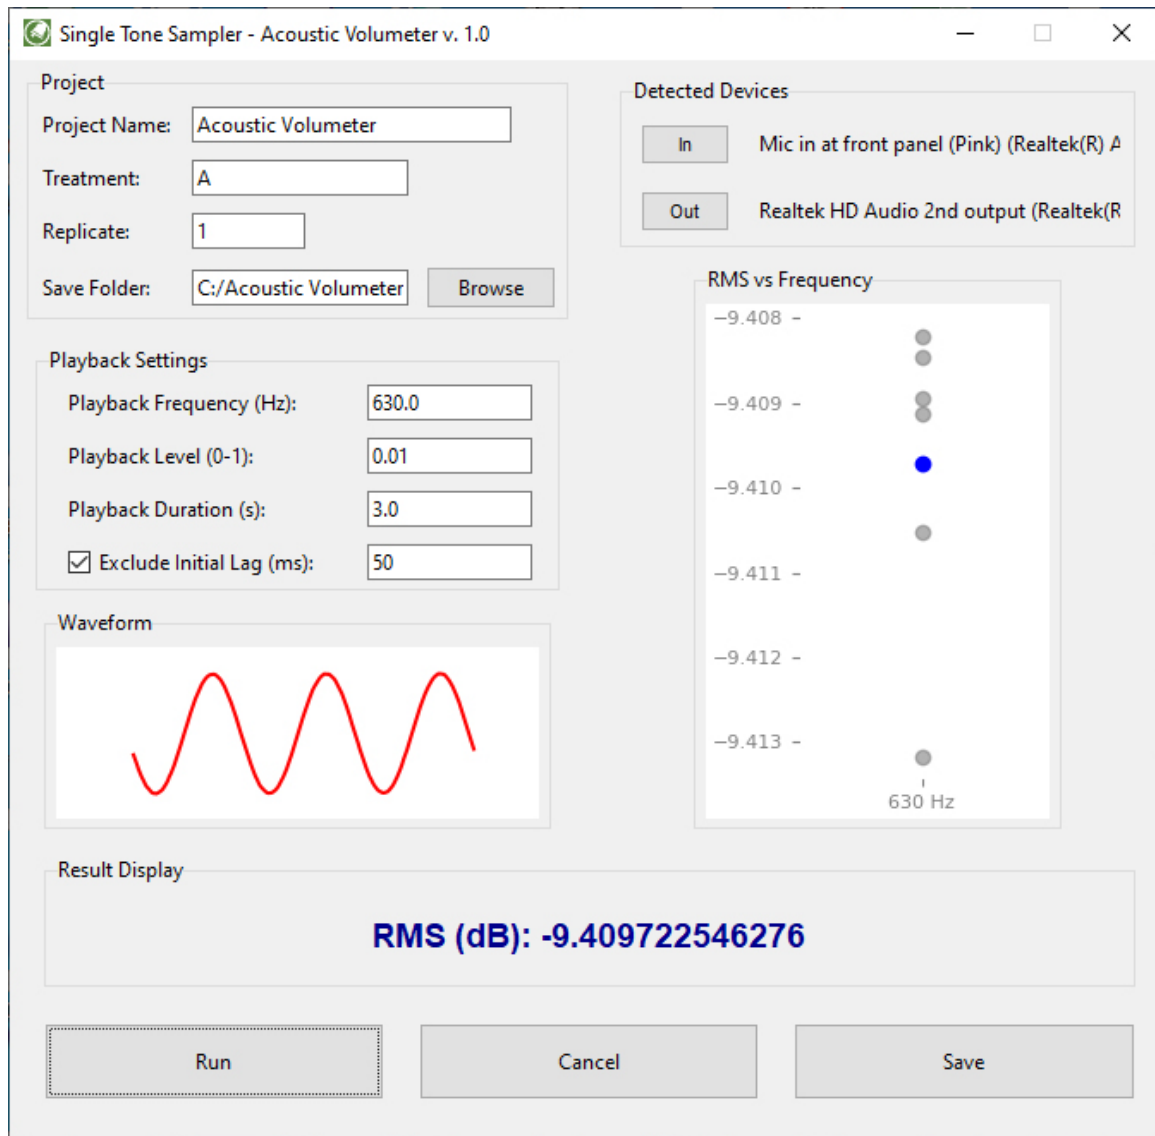 Single Tone Sampler - Acoustic Volumeter v. 1.0
Project
Project Name: Acoustic Volumeter
Treatment: A
Replicate: 1
Save Folder: C:/Acoustic Volumeter Browse
Playback Settings
Playback Frequency (Hz): 630.0
Playback Level (0-1): 0.01
Playback Duration (s): 3.0
Exclude Initial Lag (ms): 50
Waveform
Detected Devices
In Mic in at front panel (Pink) (Realtek(R) A
Out Realtek HD Audio 2nd output (Realtek(R
RMS vs Frequency
−9.408
−9.409
−9.410
−9.411
−9.412
−9.413
630 Hz
Result Display
RMS (dB): -9.409722546276
Run Cancel Save